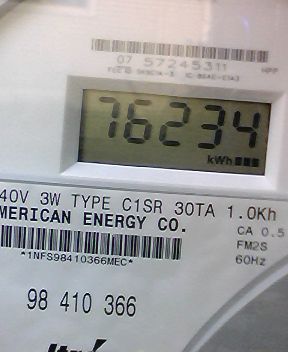 07 57245311 HPP
76234
kWh
40V 3W TYPE C1SR 30TA 1.0Kh
MERICAN ENERGY CO.
CA 0.5
FM2S
*1NFS98410366MEC*
60Hz
98 410 366